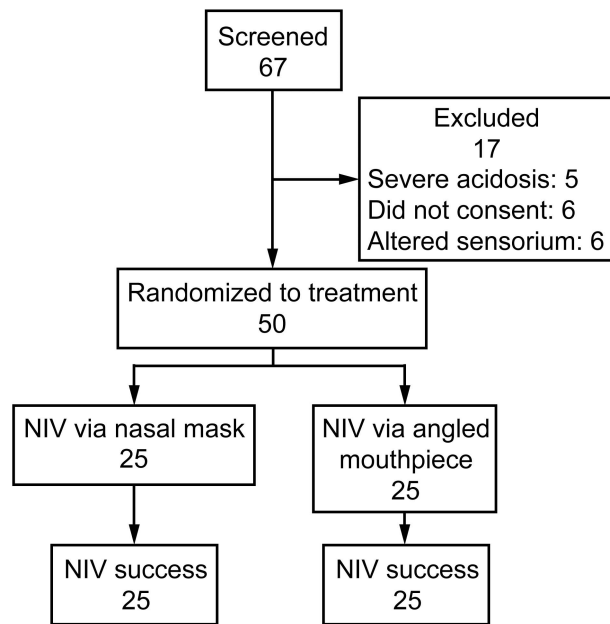 Screened
67
Excluded
17
Severe acidosis: 5
Did not consent: 6
Altered sensorium: 6
Randomized to treatment
50
NIV via nasal mask
25
NIV via angled
mouthpiece
25
NIV success
25
NIV success
25